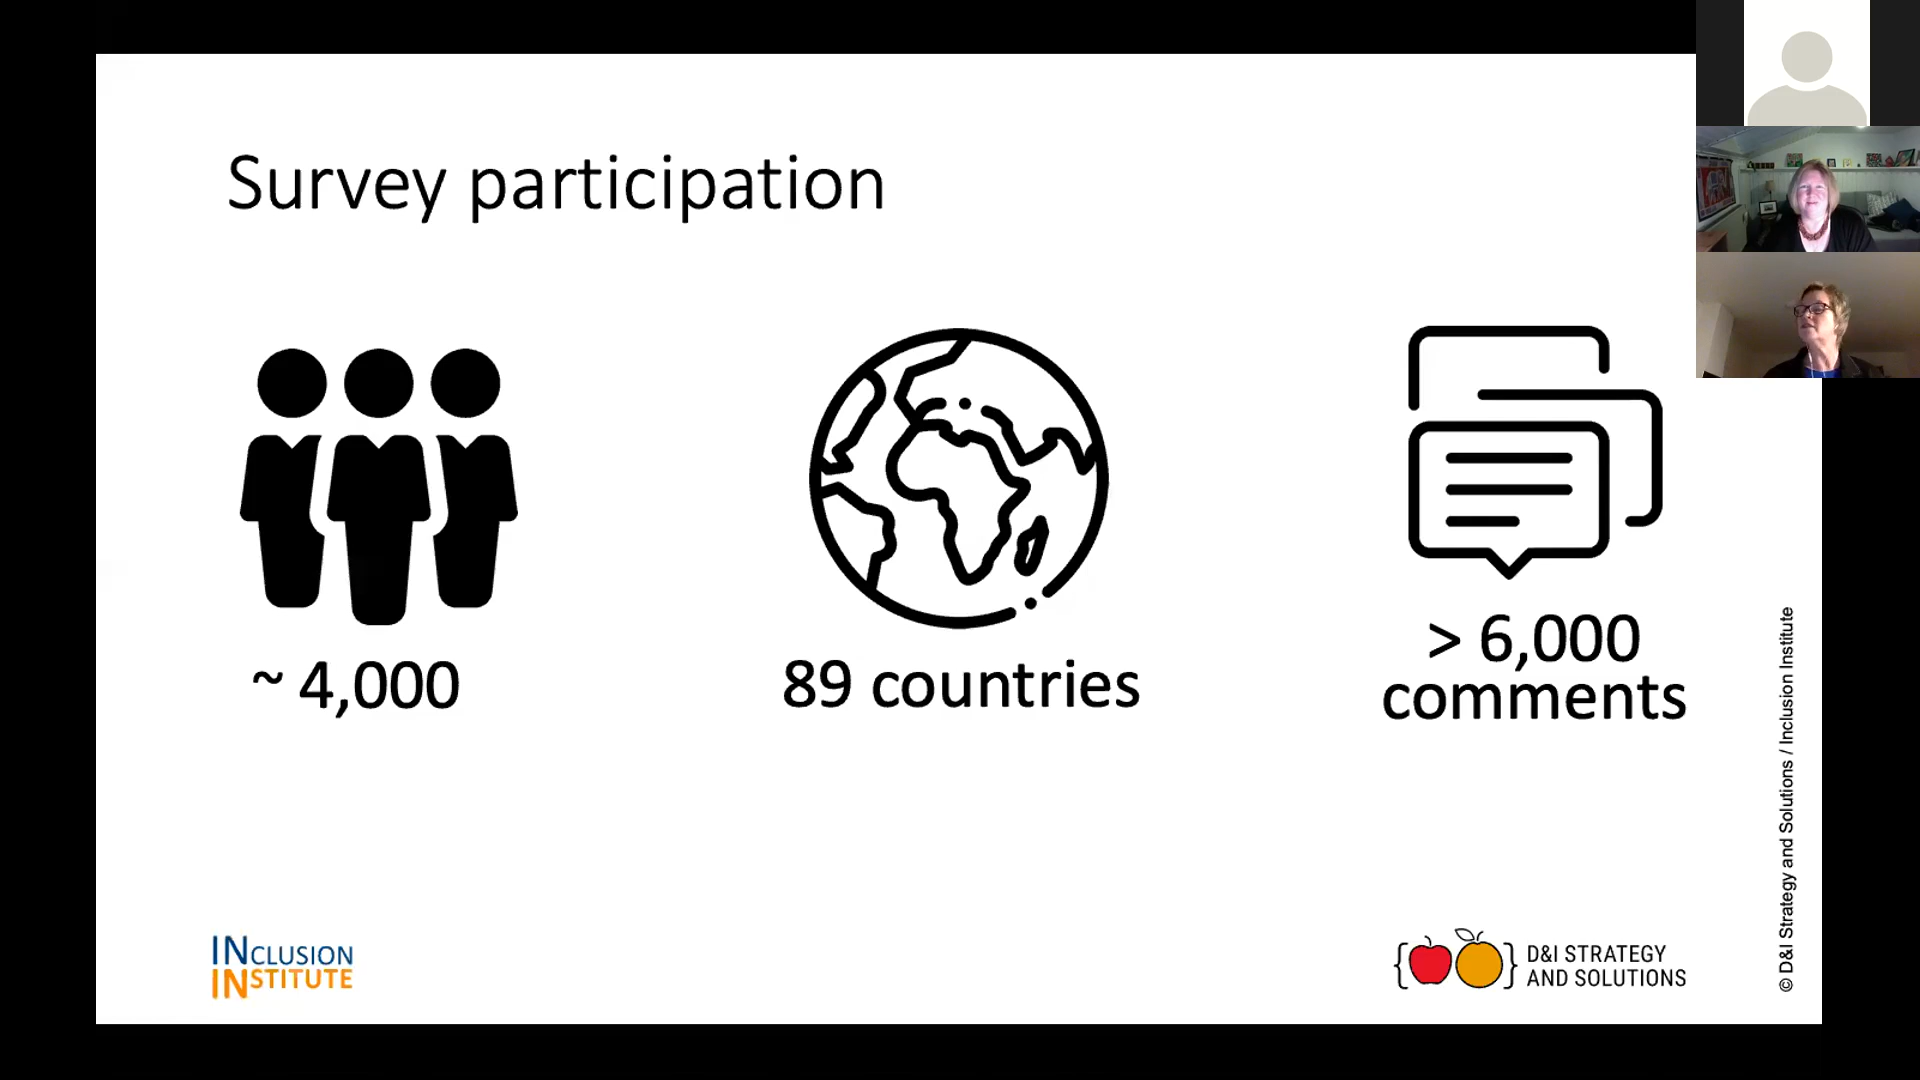 Survey participation
~ 4,000
89 countries
> 6,000
comments
© D&I Strategy and Solutions / Inclusion Institute
INCLUSION
INSTITUTE
D&I STRATEGY
AND SOLUTIONS